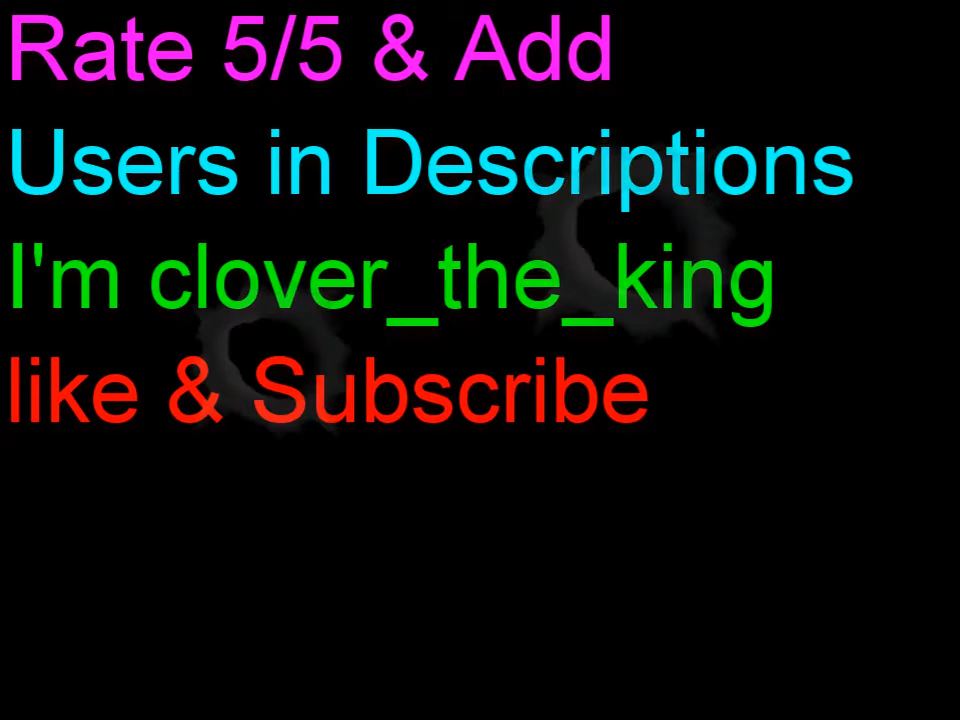 Rate 5/5 & Add
Users in Descriptions
I'm clover_the_king
like & Subscribe